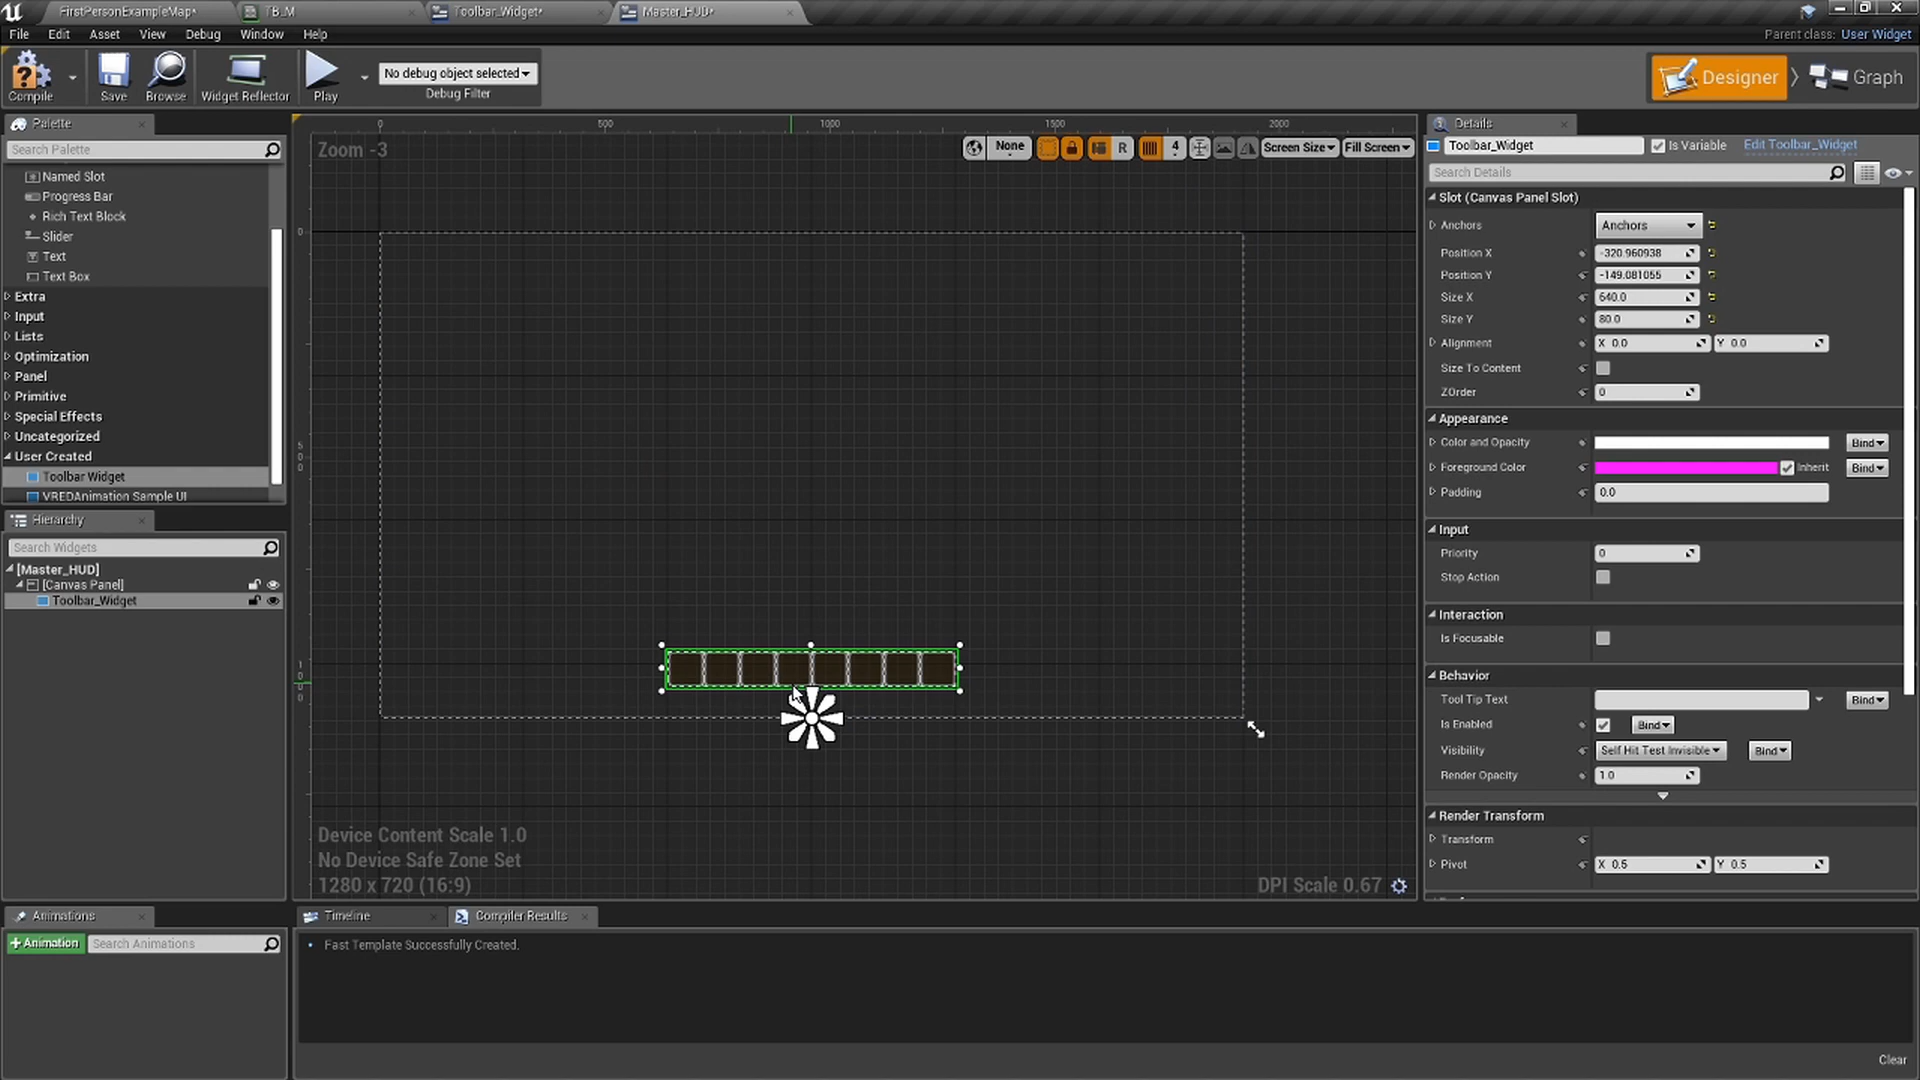 FirstPersonExampleMap*
TB_M
Toolbar_Widget*
Master_HUD*
File
Edit
Asset
View
Debug
Window
Help
Parent class: User Widget
Compile
Save
Browse
Widget Reflector
Play
No debug object selected
Debug Filter
Designer
Graph
Palette
Search Palette
Named Slot
Progress Bar
Rich Text Block
Slider
Text
Text Box
Extra
Input
Lists
Optimization
Panel
Primitive
Special Effects
Uncategorized
User Created
Toolbar Widget
VREDAnimation Sample UI
Hierarchy
Search Widgets
[Master_HUD]
[Canvas Panel]
Toolbar_Widget
Animations
+Animation
Search Animations
0
500
1000
1500
2000
Zoom -3
None
R
4
Screen Size
Fill Screen
0
5
0
0
1
0
0
0
Device Content Scale 1.0
No Device Safe Zone Set
1280 x 720 (16:9)
DPI Scale 0.67
Timeline
Compiler Results
Fast Template Successfully Created.
Clear
Details
Toolbar_Widget
Is Variable
Edit Toolbar_Widget
Search Details
Slot (Canvas Panel Slot)
Anchors
Anchors
Position X
-320.960938
Position Y
-149.081055
Size X
640.0
Size Y
80.0
Alignment
X 0.0
Y 0.0
Size To Content
ZOrder
0
Appearance
Color and Opacity
Bind
Foreground Color
Inherit
Bind
Padding
0.0
Input
Priority
0
Stop Action
Interaction
Is Focusable
Behavior
Tool Tip Text
Bind
Is Enabled
Bind
Visibility
Self Hit Test Invisible
Bind
Render Opacity
1.0
Render Transform
Transform
Pivot
X 0.5
Y 0.5